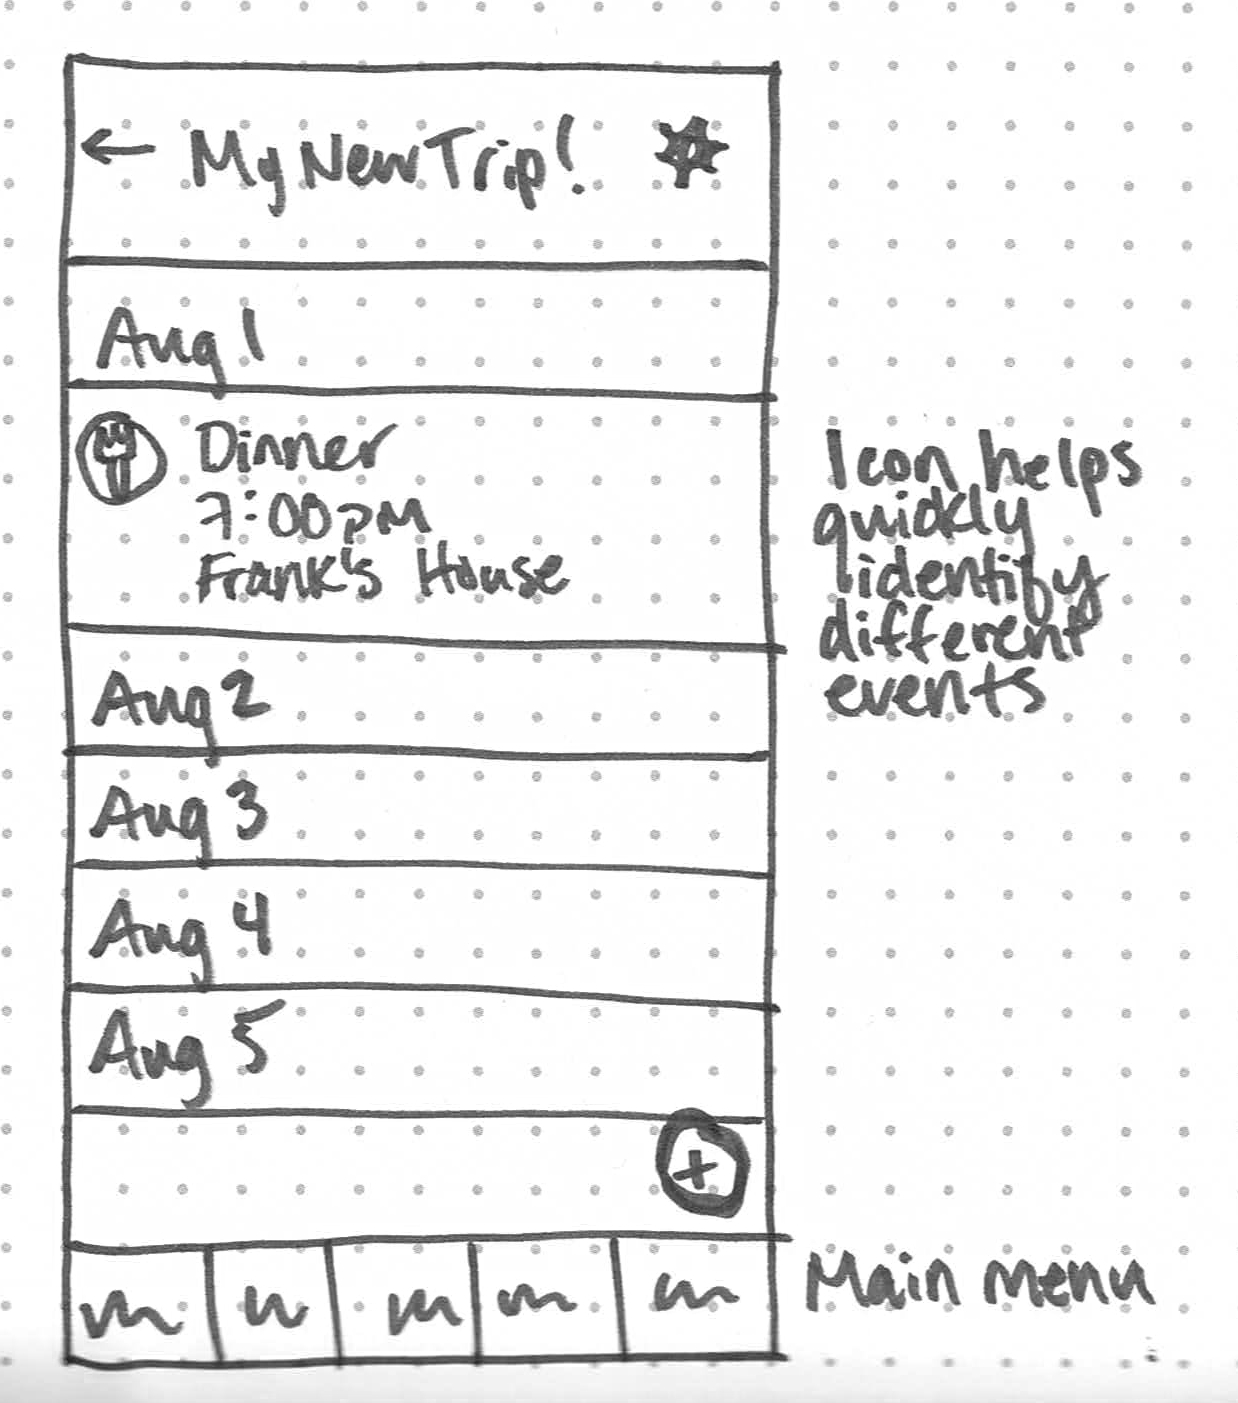 ← My New Trip!
Aug 1
Dinner
7:00PM
Frank's House
Icon helps
quickly
identify
different
events
Aug 2
Aug 3
Aug 4
Aug 5
+
Main menu